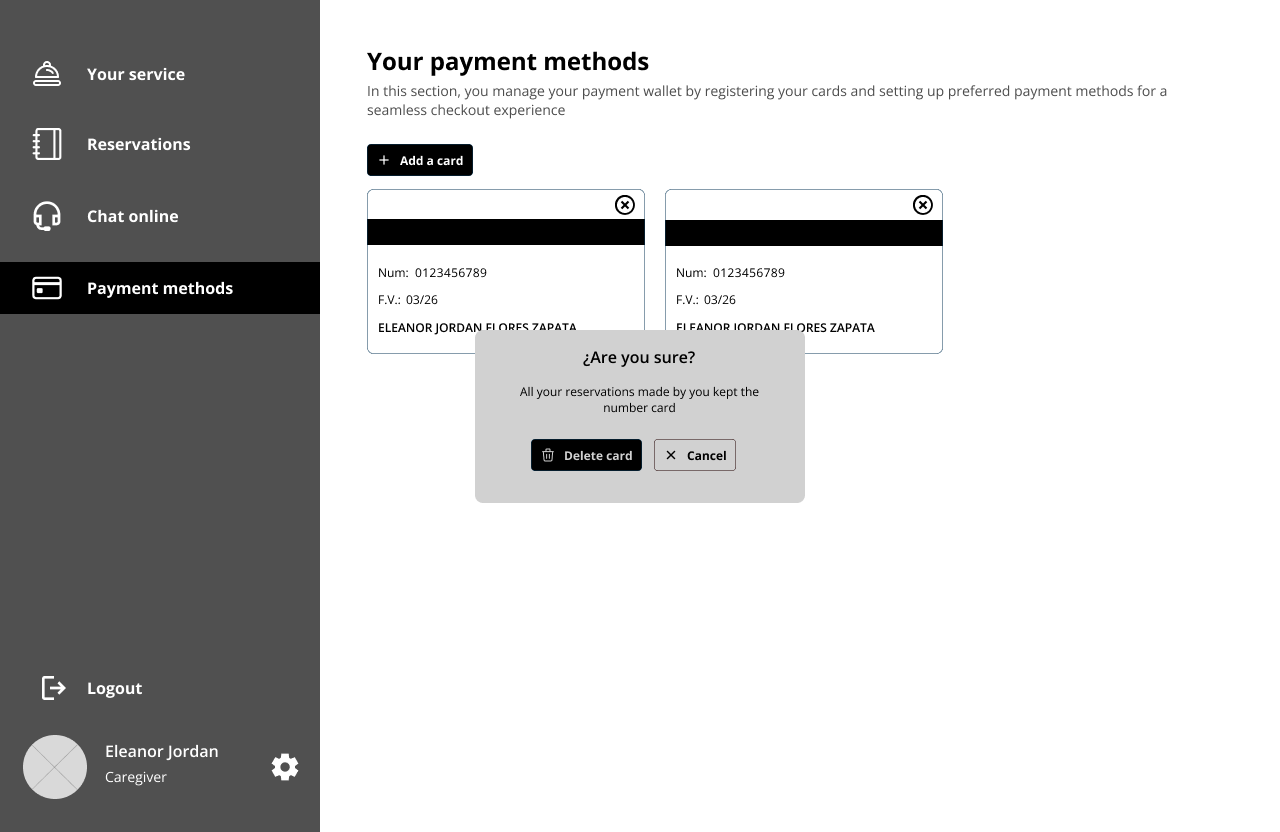 Your service
Reservations
Chat online
Payment methods
Logout
Eleanor Jordan
Caregiver
Your payment methods
In this section, you manage your payment wallet by registering your cards and setting up preferred payment methods for a
seamless checkout experience
Add a card
Num: 0123456789
F.V.: 03/26
ELEANOR JORDAN FLORES ZAPATA
Num: 0123456789
F.V.: 03/26
ELEANOR JORDAN FLORES ZAPATA
¿Are you sure?
All your reservations made by you kept the
number card
Delete card
Cancel